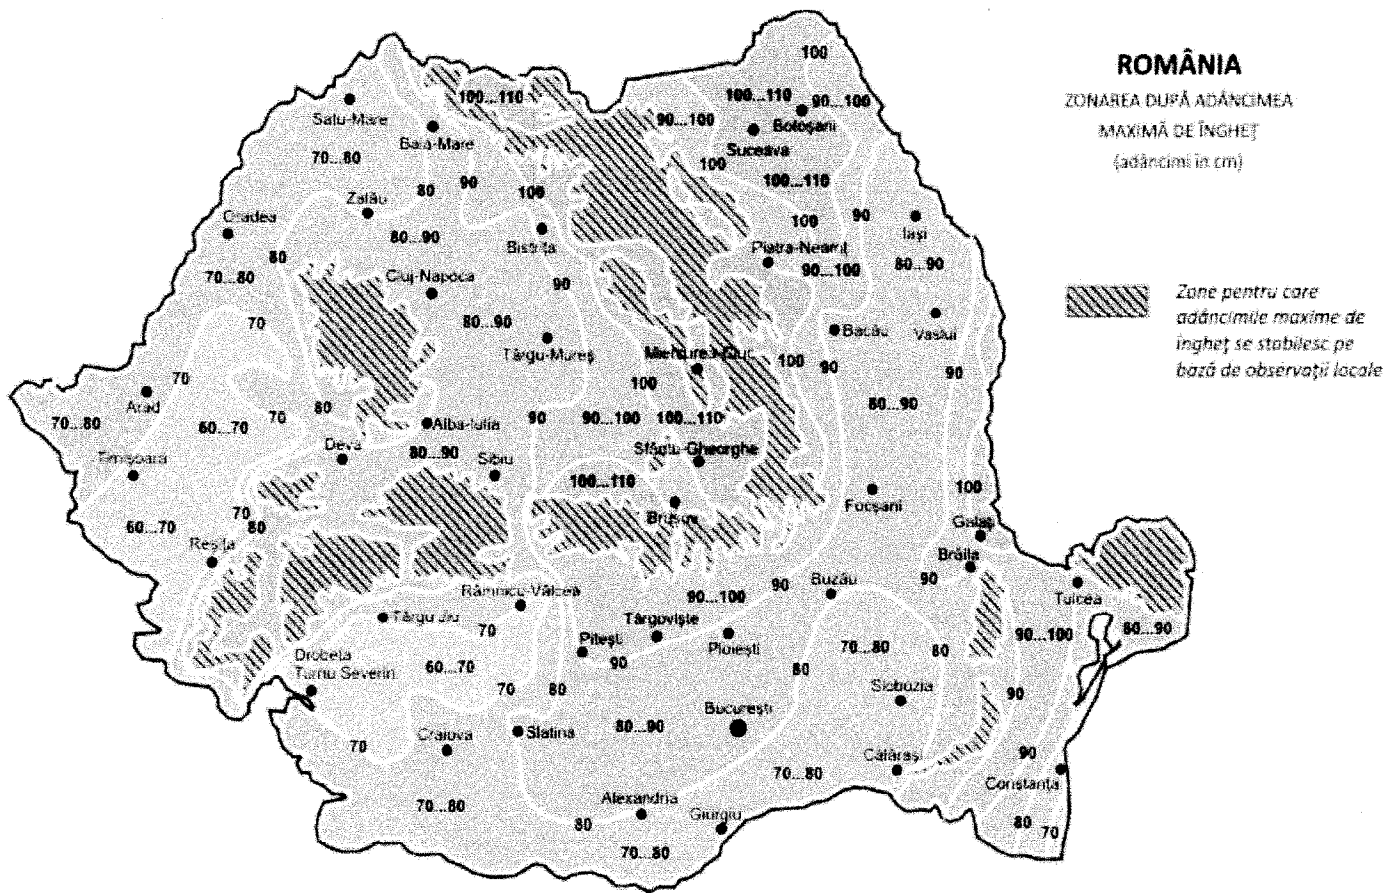 ROMÂNIA
ZONAREA DUPĂ ADÂNCIMEA
MAXIMĂ DE ÎNGHEȚ
(adâncimi în cm)
Zone pentru care
adâncimile maxime de
îngheț se stabilesc pe
bază de observații locale
100
100...110
100...110
90...100
Satu-Mare
Botoșani
90...100
Baia-Mare
Suceava
70...80
100
90
80
100
100...110
Zalău
Oradea
100
90
Iași
80...90
Bistrița
Piatra-Neamț
80
80...90
70...80
Cluj-Napoca
90
90...100
70
80...90
Bacău
Vaslui
Târgu-Mureș
Miercurea-Ciuc
100
90
90
70
100
Arad
80
80...90
70...80
60...70
70
90
90...100
100...110
Alba-Iulia
Deva
80...90
Sibiu
Sfântu-Gheorghe
Timișoara
100...110
100
Focșani
Brașov
70
60...70
80
Galați
Reșița
Brăila
Buzău
90
90
Râmnicu-Vâlcea
90...100
Tulcea
Târgu Jiu
70
Târgoviște
90...100
80...90
Pitești
Ploiești
70...80
80
Drobeta
Turnu Severin
60...70
90
80
70
80
Slobozia
90
București
Craiova
Slatina
80...90
70
90
Călărași
70...80
Constanța
70...80
Alexandria
Giurgiu
80
80
70
70...80